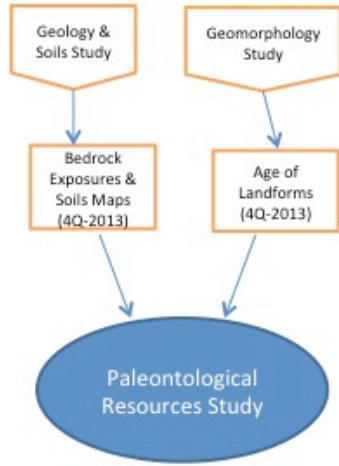 Geology &
Soils Study
Geomorphology
Study
Bedrock
Exposures &
Soils Maps
(4Q-2013)
Age of
Landforms
(4Q-2013)
Paleontological
Resources Study